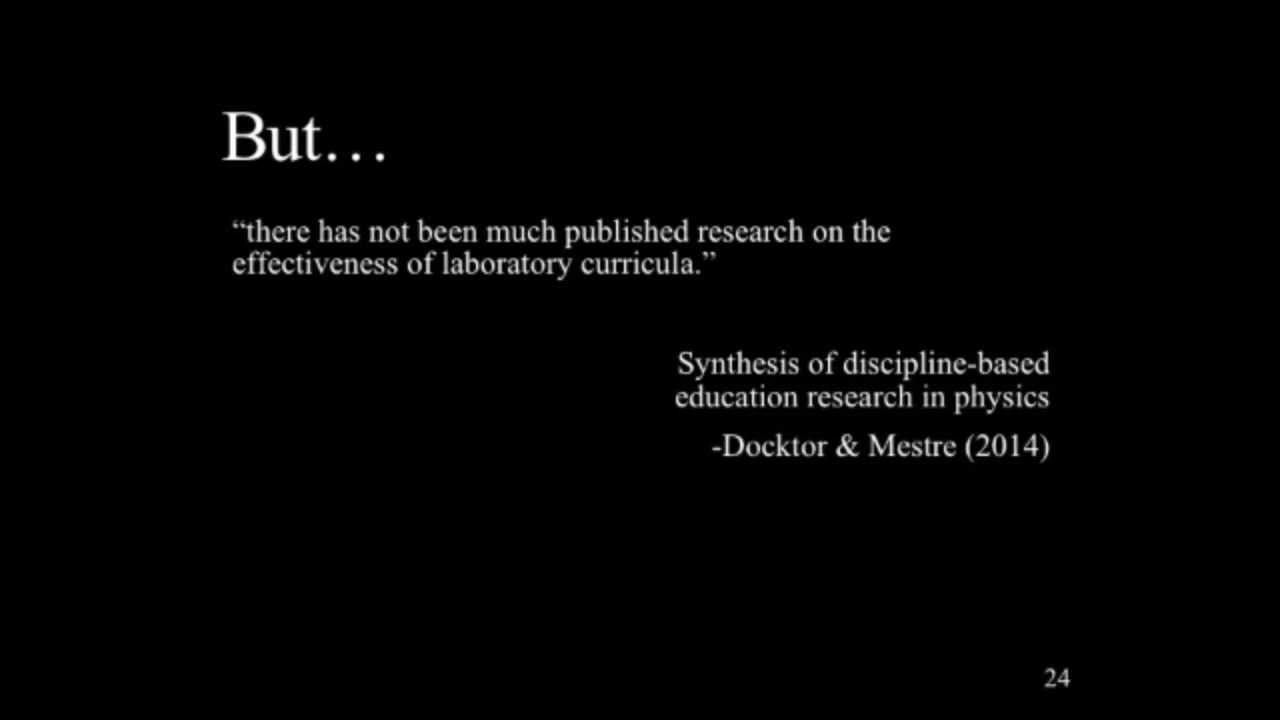 But…
“there has not been much published research on the
effectiveness of laboratory curricula.”
Synthesis of discipline-based
education research in physics
-Docktor & Mestre (2014)
24